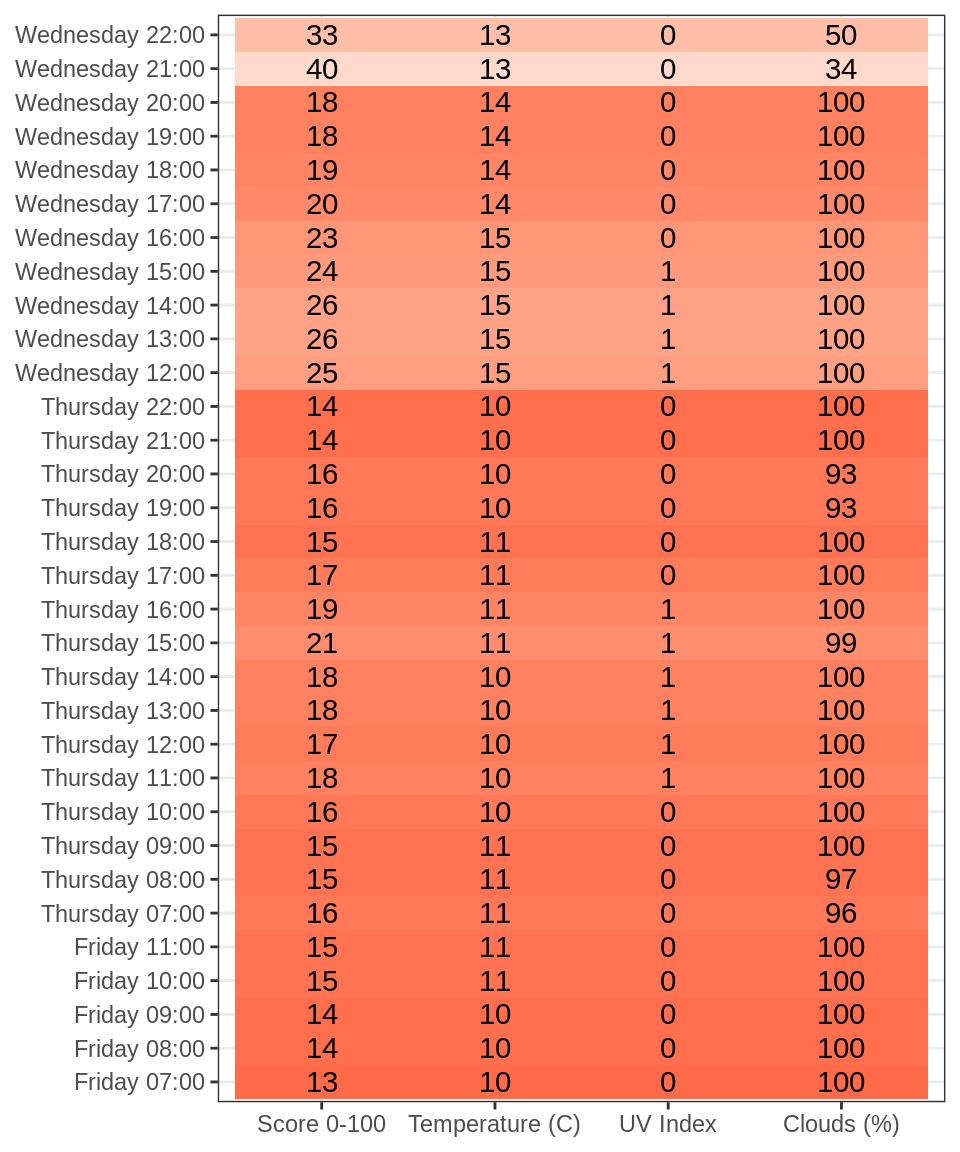 Wednesday 22:00 33 13 0 50
Wednesday 21:00 40 13 0 34
Wednesday 20:00 18 14 0 100
Wednesday 19:00 18 14 0 100
Wednesday 18:00 19 14 0 100
Wednesday 17:00 20 14 0 100
Wednesday 16:00 23 15 0 100
Wednesday 15:00 24 15 1 100
Wednesday 14:00 26 15 1 100
Wednesday 13:00 26 15 1 100
Wednesday 12:00 25 15 1 100
Thursday 22:00 14 10 0 100
Thursday 21:00 14 10 0 100
Thursday 20:00 16 10 0 93
Thursday 19:00 16 10 0 93
Thursday 18:00 15 11 0 100
Thursday 17:00 17 11 0 100
Thursday 16:00 19 11 1 100
Thursday 15:00 21 11 1 99
Thursday 14:00 18 10 1 100
Thursday 13:00 18 10 1 100
Thursday 12:00 17 10 1 100
Thursday 11:00 18 10 1 100
Thursday 10:00 16 10 0 100
Thursday 09:00 15 11 0 100
Thursday 08:00 15 11 0 97
Thursday 07:00 16 11 0 96
Friday 11:00 15 11 0 100
Friday 10:00 15 11 0 100
Friday 09:00 14 10 0 100
Friday 08:00 14 10 0 100
Friday 07:00 13 10 0 100
Score 0-100 Temperature (C) UV Index Clouds (%)